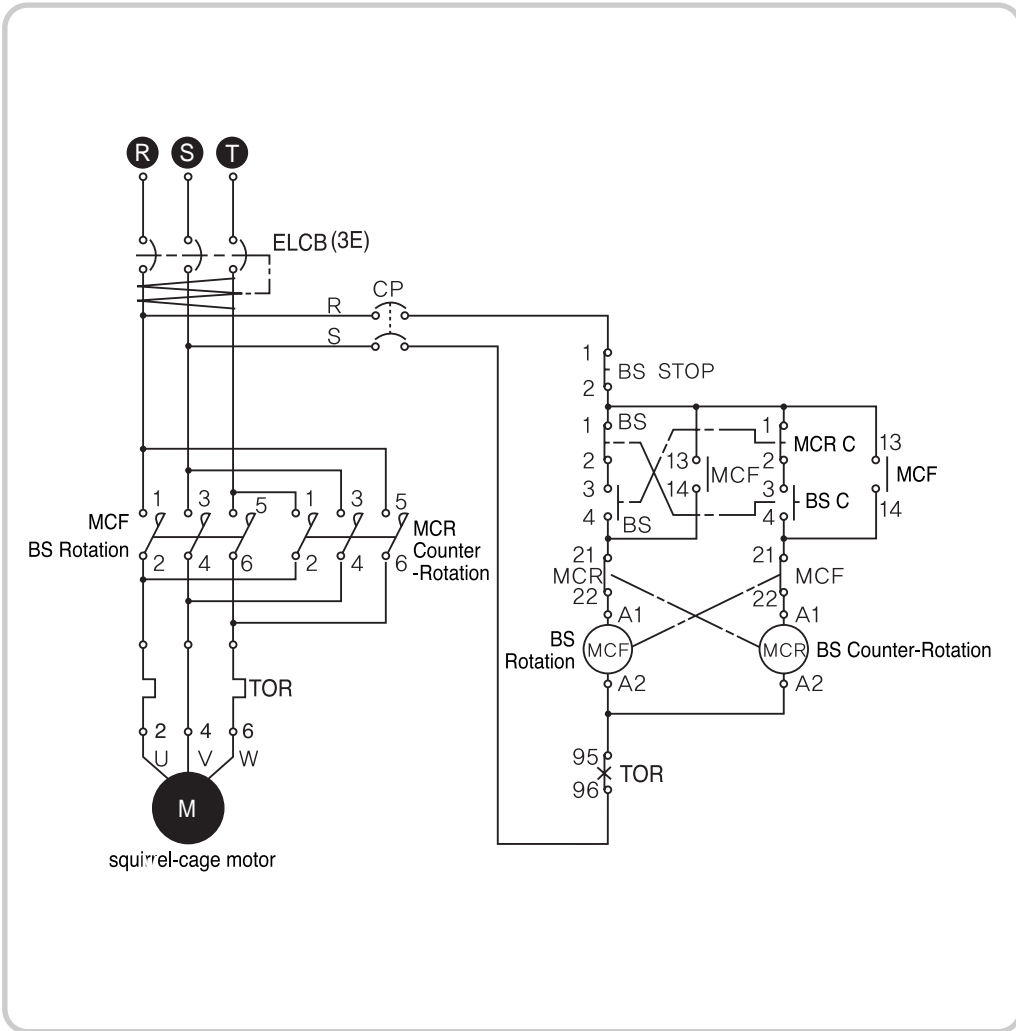 R S T
ELCB (3E)
CP
R
S
1
BS STOP
2
1 BS
1
MCR C
13
2
13
MCF
2
MCF
3
14
3
BS C
14
4 BS
4
1 3 5 1 3 5
MCF
BS Rotation
MCR
Counter
-Rotation
2 4 6 2 4 6
21
MCR
22
21
MCF
22
A1
A1
BS
Rotation
MCF
MCR
BS Counter-Rotation
A2
A2
TOR
2 4 6
U V W
95
TOR
96
M
squirrel-cage motor